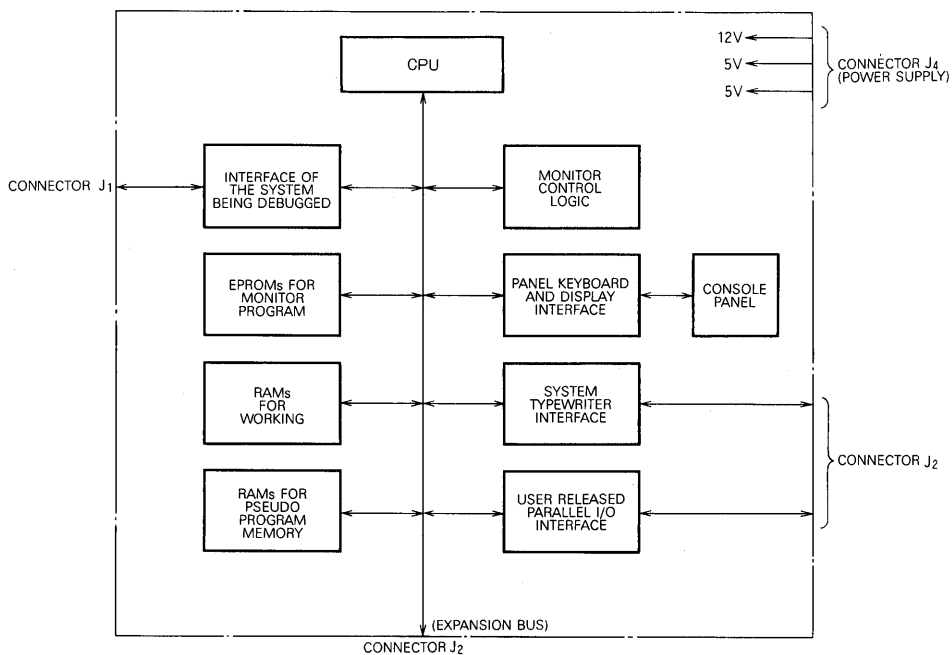 CPU
12V
5V
5V
CONNECTOR J4
(POWER SUPPLY)
CONNECTOR J1
INTERFACE OF
THE SYSTEM
BEING DEBUGGED
MONITOR
CONTROL
LOGIC
EPROMs FOR
MONITOR
PROGRAM
PANEL KEYBOARD
AND DISPLAY
INTERFACE
CONSOLE
PANEL
RAMs
FOR
WORKING
SYSTEM
TYPEWRITER
INTERFACE
CONNECTOR J2
RAMs FOR
PSEUDO
PROGRAM
MEMORY
USER RELEASED
PARALLEL I/O
INTERFACE
(EXPANSION BUS)
CONNECTOR J2